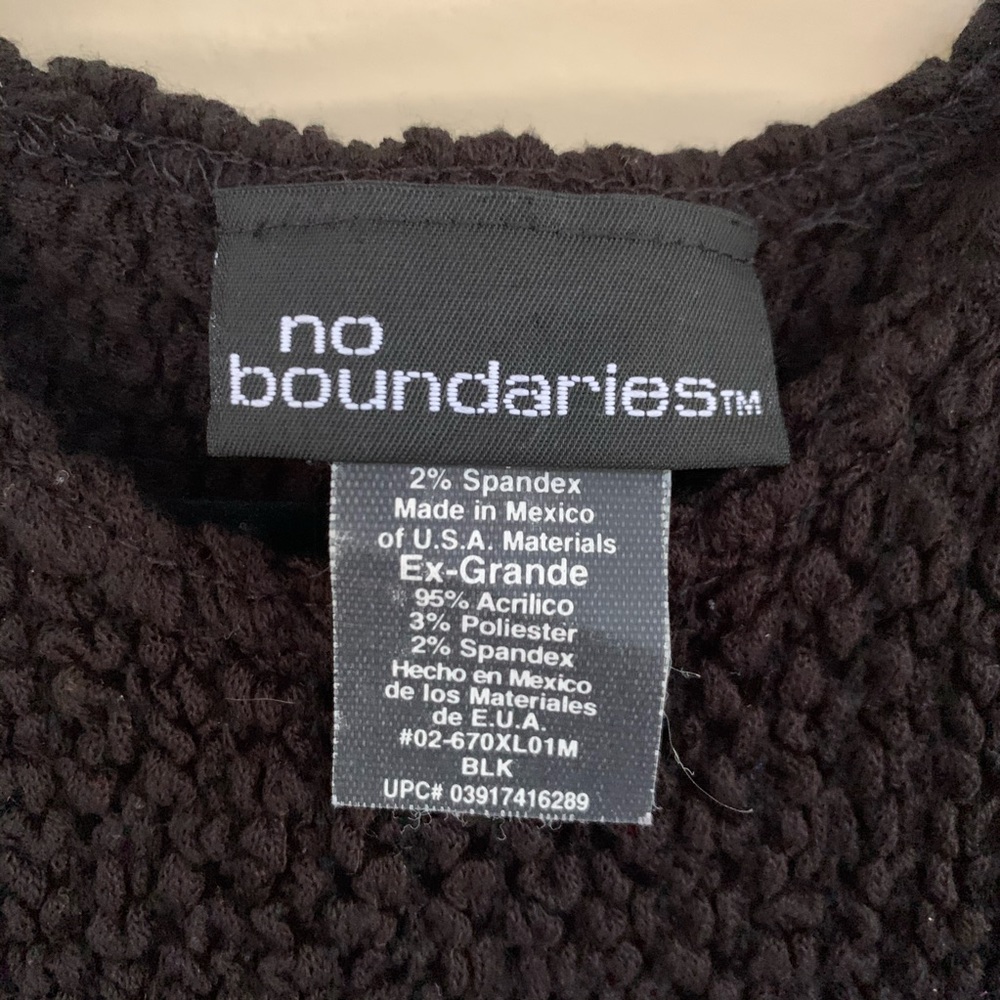 no
boundaries™
2% Spandex
Made in Mexico
of U.S.A. Materials
Ex-Grande
95% Acrilico
3% Poliester
2% Spandex
Hecho en Mexico
de los Materiales
de E.U.A.
#02-670XL01M
BLK
UPC# 03917416289